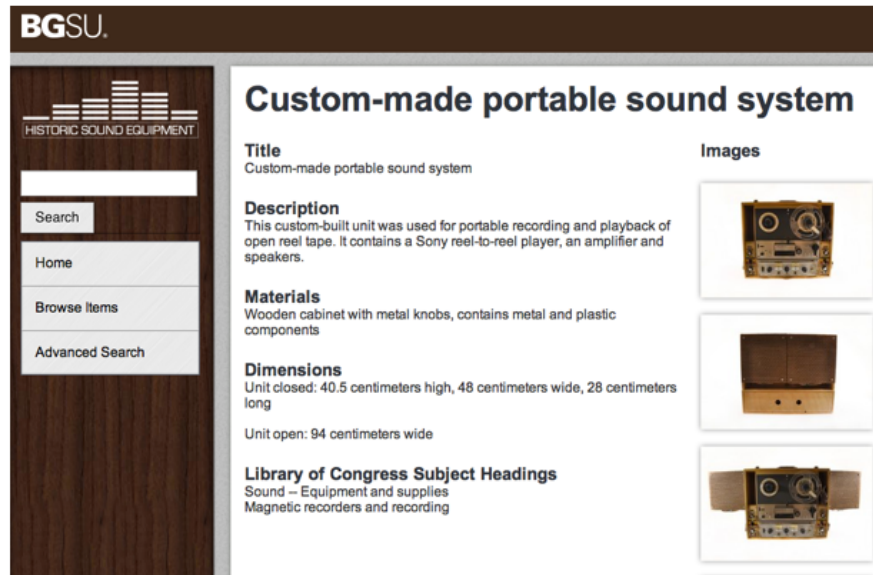 BGSU.
HISTORIC SOUND EQUIPMENT
Search
Home
Browse Items
Advanced Search
Custom-made portable sound system
Title
Custom-made portable sound system
Description
This custom-built unit was used for portable recording and playback of
open reel tape. It contains a Sony reel-to-reel player, an amplifier and
speakers.
Materials
Wooden cabinet with metal knobs, contains metal and plastic
components
Dimensions
Unit closed: 40.5 centimeters high, 48 centimeters wide, 28 centimeters
long
Unit open: 94 centimeters wide
Library of Congress Subject Headings
Sound -- Equipment and supplies
Magnetic recorders and recording
Images